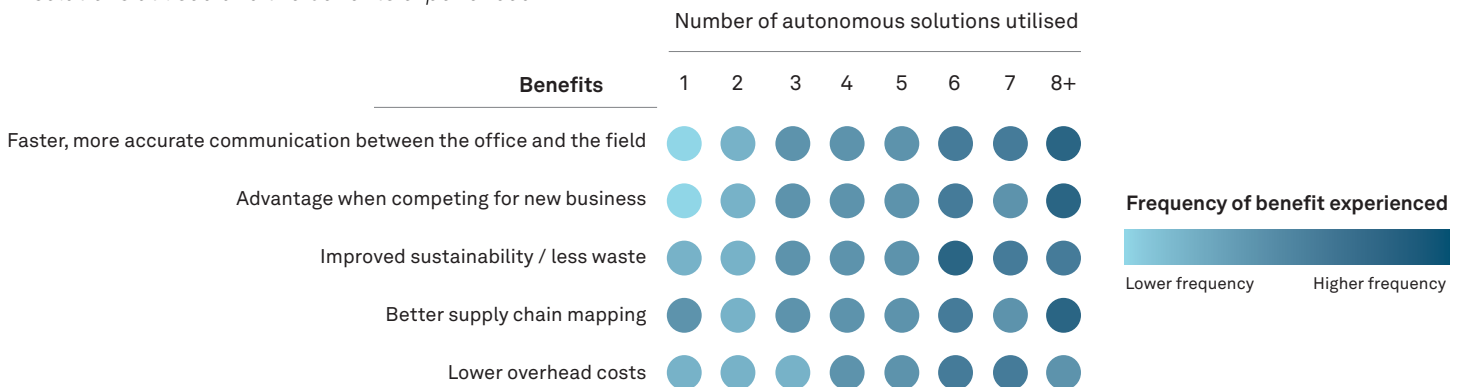 Number of autonomous solutions utilised
Benefits 1 2 3 4 5 6 7 8+
Faster, more accurate communication between the office and the field
Advantage when competing for new business
Frequency of benefit experienced
Improved sustainability / less waste
Lower frequency Higher frequency
Better supply chain mapping
Lower overhead costs